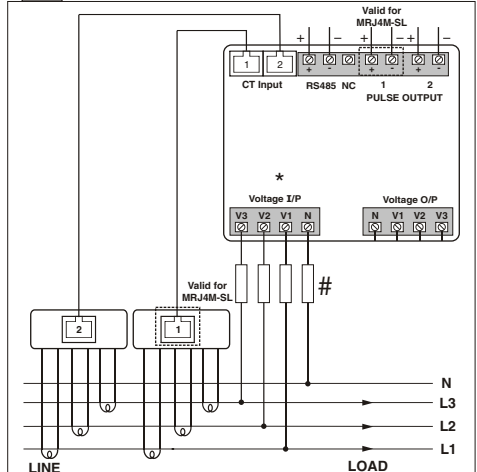 Valid for
MRJ4M-SL
+ − + − + −
1 2
+ - + - + -
CT Input RS485 NC 1 2
PULSE OUTPUT
*
Voltage I/P Voltage O/P
V3 V2 V1 N N V1 V2 V3
#
Valid for
MRJ4M-SL
2 1
N
L3
L2
L1
LINE LOAD